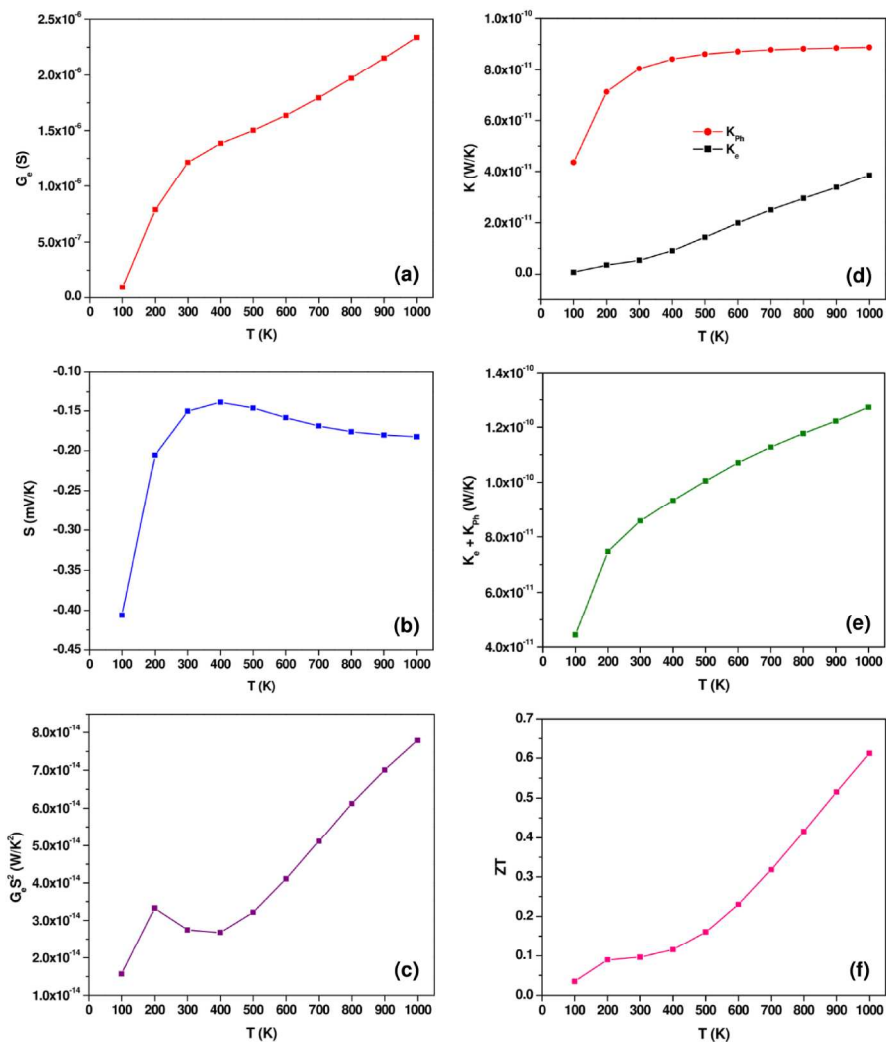 2.5x10⁻⁶
2.0x10⁻⁶
1.5x10⁻⁶
1.0x10⁻⁶
5.0x10⁻⁷
0.0
Gₑ (S)
(a)
0 100 200 300 400 500 600 700 800 900 1000
T (K)
1.0x10⁻¹⁰
8.0x10⁻¹¹
6.0x10⁻¹¹
4.0x10⁻¹¹
2.0x10⁻¹¹
0.0
K (W/K)
K_Ph
Kₑ
(d)
0 100 200 300 400 500 600 700 800 900 1000
T (K)
-0.10
-0.15
-0.20
-0.25
-0.30
-0.35
-0.40
-0.45
S (mV/K)
(b)
0 100 200 300 400 500 600 700 800 900 1000
T (K)
1.4x10⁻¹⁰
1.2x10⁻¹⁰
1.0x10⁻¹⁰
8.0x10⁻¹¹
6.0x10⁻¹¹
4.0x10⁻¹¹
Kₑ + K_Ph (W/K)
(e)
0 100 200 300 400 500 600 700 800 900 1000
T (K)
8.0x10⁻¹⁴
7.0x10⁻¹⁴
6.0x10⁻¹⁴
5.0x10⁻¹⁴
4.0x10⁻¹⁴
3.0x10⁻¹⁴
2.0x10⁻¹⁴
1.0x10⁻¹⁴
GₑS² (W/K²)
(c)
0 100 200 300 400 500 600 700 800 900 1000
T (K)
0.7
0.6
0.5
0.4
0.3
0.2
0.1
0.0
ZT
(f)
0 100 200 300 400 500 600 700 800 900 1000
T (K)